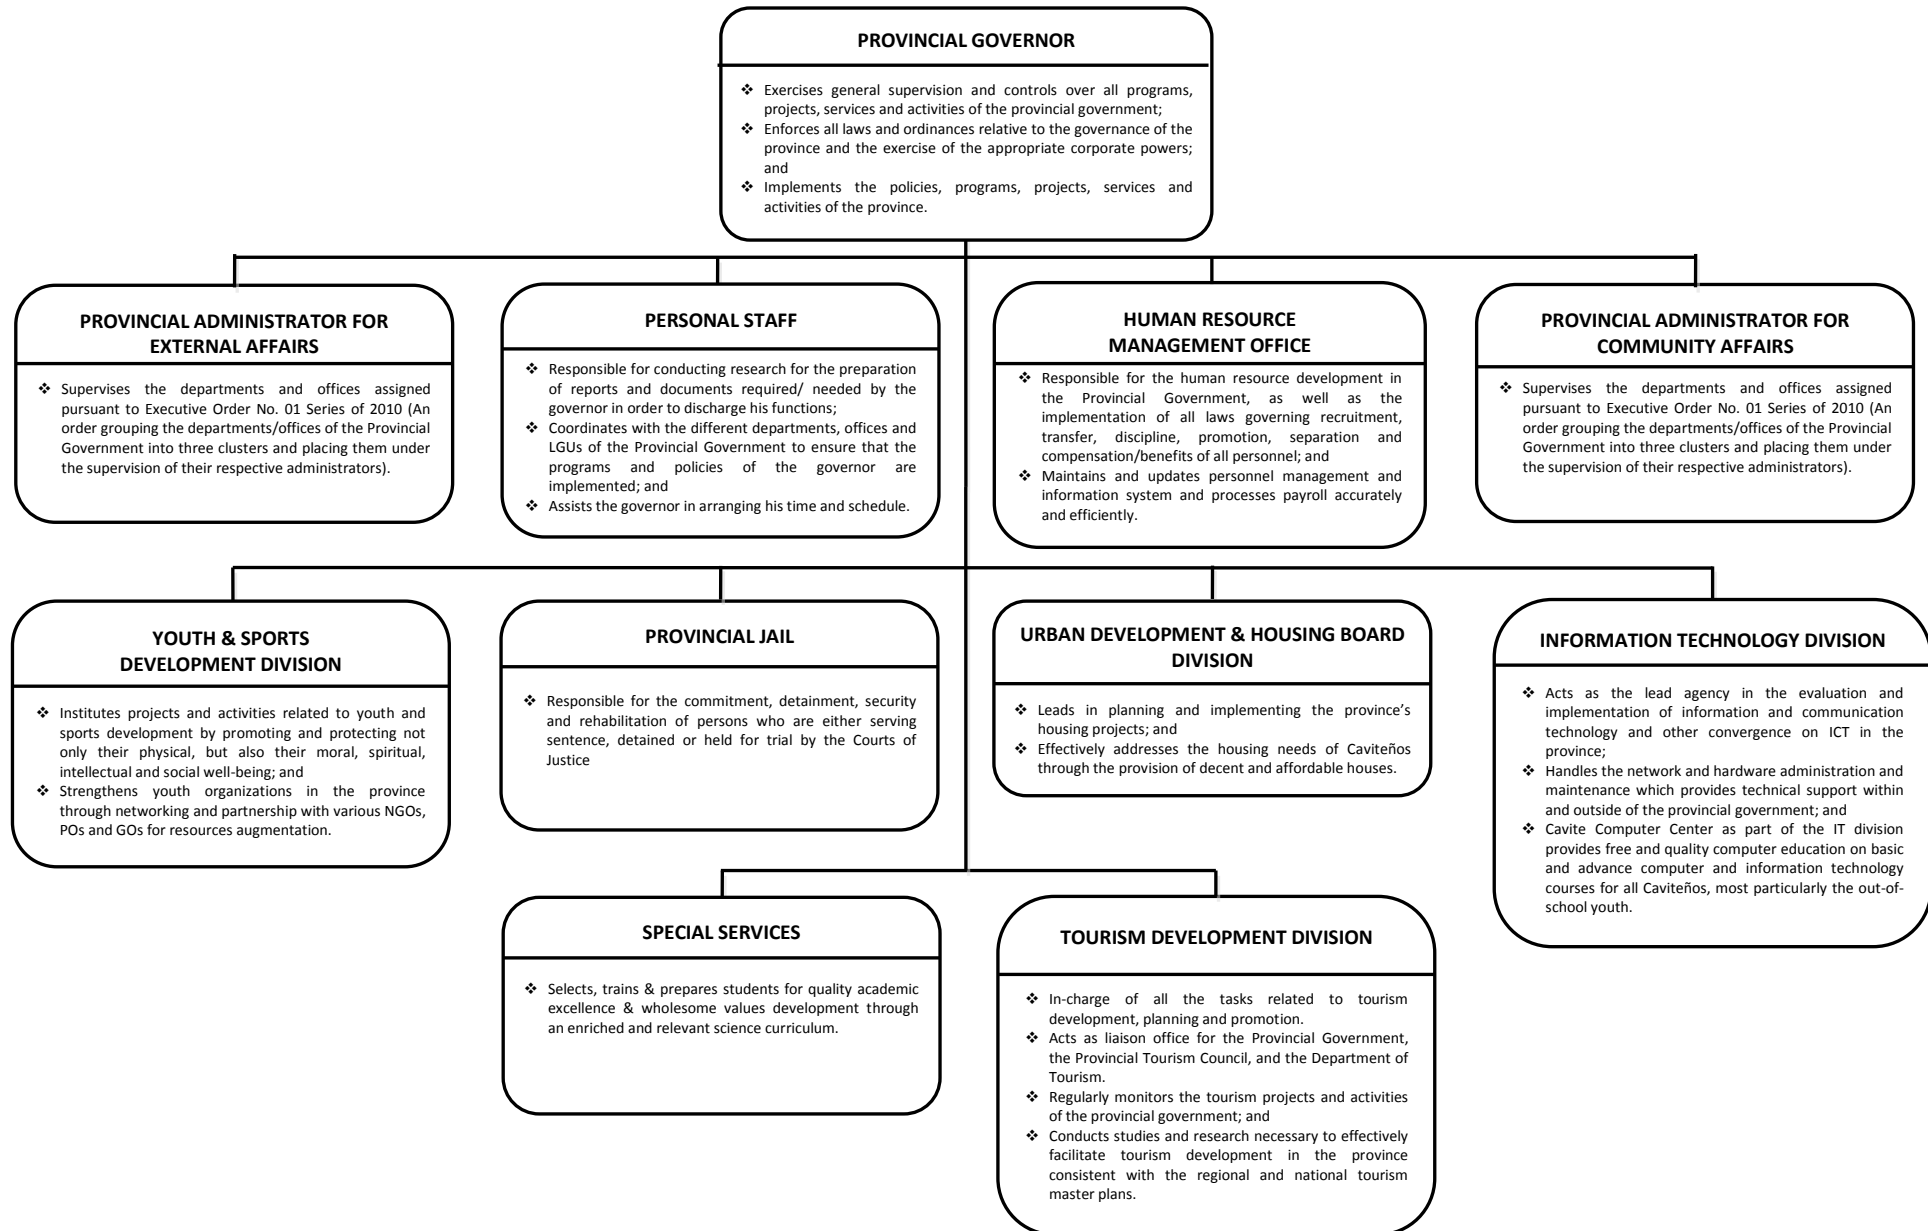 PROVINCIAL GOVERNOR
❖ Exercises general supervision and controls over all programs,
projects, services and activities of the provincial government;
❖ Enforces all laws and ordinances relative to the governance of the
province and the exercise of the appropriate corporate powers;
and
❖ Implements the policies, programs, projects, services and
activities of the province.
PROVINCIAL ADMINISTRATOR FOR
EXTERNAL AFFAIRS
❖ Supervises the departments and offices assigned
pursuant to Executive Order No. 01 Series of 2010 (An
order grouping the departments/offices of the Provincial
Government into three clusters and placing them under
the supervision of their respective administrators).
PERSONAL STAFF
❖ Responsible for conducting research for the preparation
of reports and documents required/ needed by the
governor in order to discharge his functions;
❖ Coordinates with the different departments, offices and
LGUs of the Provincial Government to ensure that the
programs and policies of the governor are
implemented; and
❖ Assists the governor in arranging his time and schedule.
HUMAN RESOURCE
MANAGEMENT OFFICE
❖ Responsible for the human resource development in
the Provincial Government, as well as the
implementation of all laws governing recruitment,
transfer, discipline, promotion, separation and
compensation/benefits of all personnel; and
❖ Maintains and updates personnel management and
information system and processes payroll accurately
and efficiently.
PROVINCIAL ADMINISTRATOR FOR
COMMUNITY AFFAIRS
❖ Supervises the departments and offices assigned
pursuant to Executive Order No. 01 Series of 2010 (An
order grouping the departments/offices of the Provincial
Government into three clusters and placing them under
the supervision of their respective administrators).
YOUTH & SPORTS
DEVELOPMENT DIVISION
❖ Institutes projects and activities related to youth and
sports development by promoting and protecting not
only their physical, but also their moral, spiritual,
intellectual and social well-being; and
❖ Strengthens youth organizations in the province
through networking and partnership with various NGOs,
POs and GOs for resources augmentation.
PROVINCIAL JAIL
❖ Responsible for the commitment, detainment, security
and rehabilitation of persons who are either serving
sentence, detained or held for trial by the Courts of
Justice
URBAN DEVELOPMENT & HOUSING BOARD
DIVISION
❖ Leads in planning and implementing the province’s
housing projects; and
❖ Effectively addresses the housing needs of Caviteños
through the provision of decent and affordable houses.
INFORMATION TECHNOLOGY DIVISION
❖ Acts as the lead agency in the evaluation and
implementation of information and communication
technology and other convergence on ICT in the
province;
❖ Handles the network and hardware administration and
maintenance which provides technical support within
and outside of the provincial government; and
❖ Cavite Computer Center as part of the IT division
provides free and quality computer education on basic
and advance computer and information technology
courses for all Caviteños, most particularly the out-of-
school youth.
SPECIAL SERVICES
❖ Selects, trains & prepares students for quality academic
excellence & wholesome values development through
an enriched and relevant science curriculum.
TOURISM DEVELOPMENT DIVISION
❖ In-charge of all the tasks related to tourism
development, planning and promotion.
❖ Acts as liaison office for the Provincial Government,
the Provincial Tourism Council, and the Department of
Tourism.
❖ Regularly monitors the tourism projects and activities
of the provincial government; and
❖ Conducts studies and research necessary to effectively
facilitate tourism development in the province
consistent with the regional and national tourism
master plans.